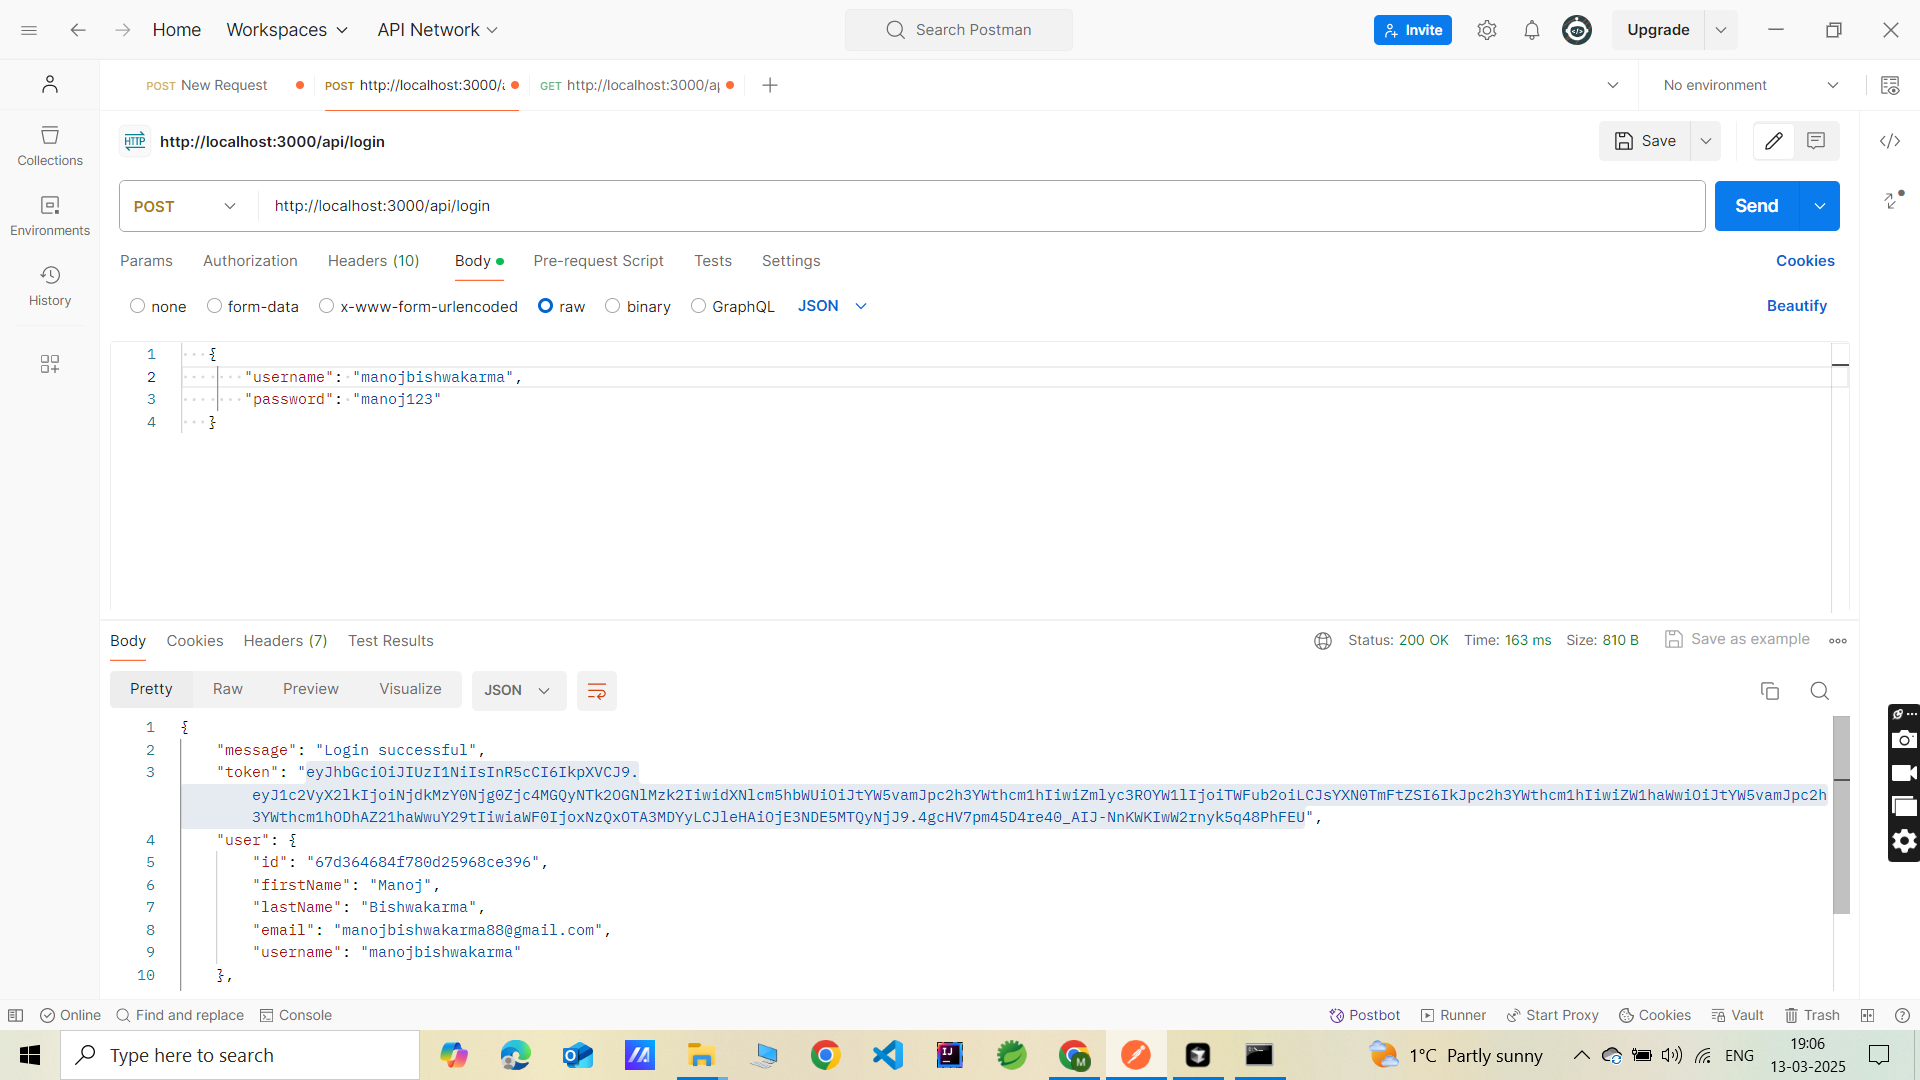 Home Workspaces API Network Search Postman Invite Upgrade
POST New Request POST http://localhost:3000/a GET http://localhost:3000/ap No environment
HTTP http://localhost:3000/api/login Save
Collections
Environments
History
POST http://localhost:3000/api/login Send
Params Authorization Headers (10) Body Pre-request Script Tests Settings Cookies
none form-data x-www-form-urlencoded raw binary GraphQL JSON Beautify
1 {
2 "username": "manojbishwakarma",
3 "password": "manoj123"
4 }
Body Cookies Headers (7) Test Results Status: 200 OK Time: 163 ms Size: 810 B Save as example
Pretty Raw Preview Visualize JSON
1 {
2 "message": "Login successful",
3 "token": "eyJhbGciOiJIUzI1NiIsInR5cCI6IkpXVCJ9.
eyJ1c2VyX2lkIjoiNjdkMzY0Njg0Zjc4MGQyNTk2OGNlMzk2IiwidXNlcm5hbWUiOiJtYW5vamJpc2h3YWthcm1hIiwiZmlyc3ROYW1lIjoiTWFub2oiLCJsYXN0TmFtZSI6IkJpc2h3YWthcm1hIiwiZW1haWwiOiJtYW5vamJpc2h
3YWthcm1hODhAZ21haWwuY29tIiwiaWF0IjoxNzQxOTA3MDYyLCJleHAiOjE3NDE5MTQyNjJ9.4gcHV7pm45D4re40_AIJ-NnKWKIwW2rnyk5q48PhFEU",
4 "user": {
5 "id": "67d364684f780d25968ce396",
6 "firstName": "Manoj",
7 "lastName": "Bishwakarma",
8 "email": "manojbishwakarma88@gmail.com",
9 "username": "manojbishwakarma"
10 },
Online Find and replace Console Postbot Runner Start Proxy Cookies Vault Trash
Type here to search 1°C Partly sunny ENG 19:06
13-03-2025